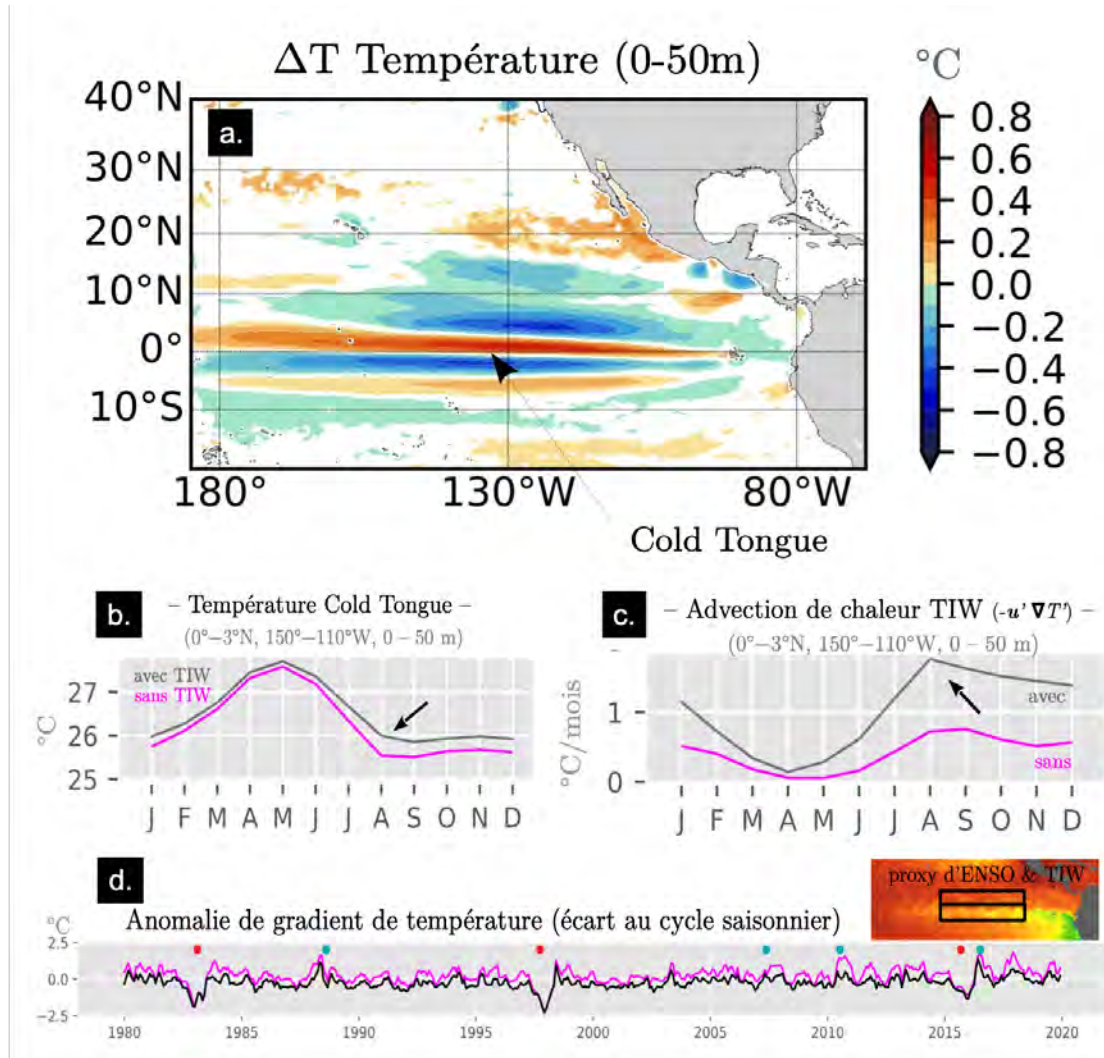 ΔT Température (0-50m)
°C
a.
40°N
30°N
20°N
10°N
0°
10°S
180°
130°W
80°W
0.8
0.6
0.4
0.2
0.0
−0.2
−0.4
−0.6
−0.8
Cold Tongue
b.
– Température Cold Tongue –
(0°−3°N, 150°−110°W, 0 – 50 m)
avec TIW
sans TIW
°C
27
26
25
J F M A M J J A S O N D
c.
– Advection de chaleur TIW (-u' ∇T') –
(0°−3°N, 150°−110°W, 0 – 50 m)
°C/mois
1
0
avec
sans
J F M A M J J A S O N D
d.
proxy d'ENSO & TIW
Anomalie de gradient de température (écart au cycle saisonnier)
°C
2.5
0.0
−2.5
1980 1985 1990 1995 2000 2005 2010 2015 2020